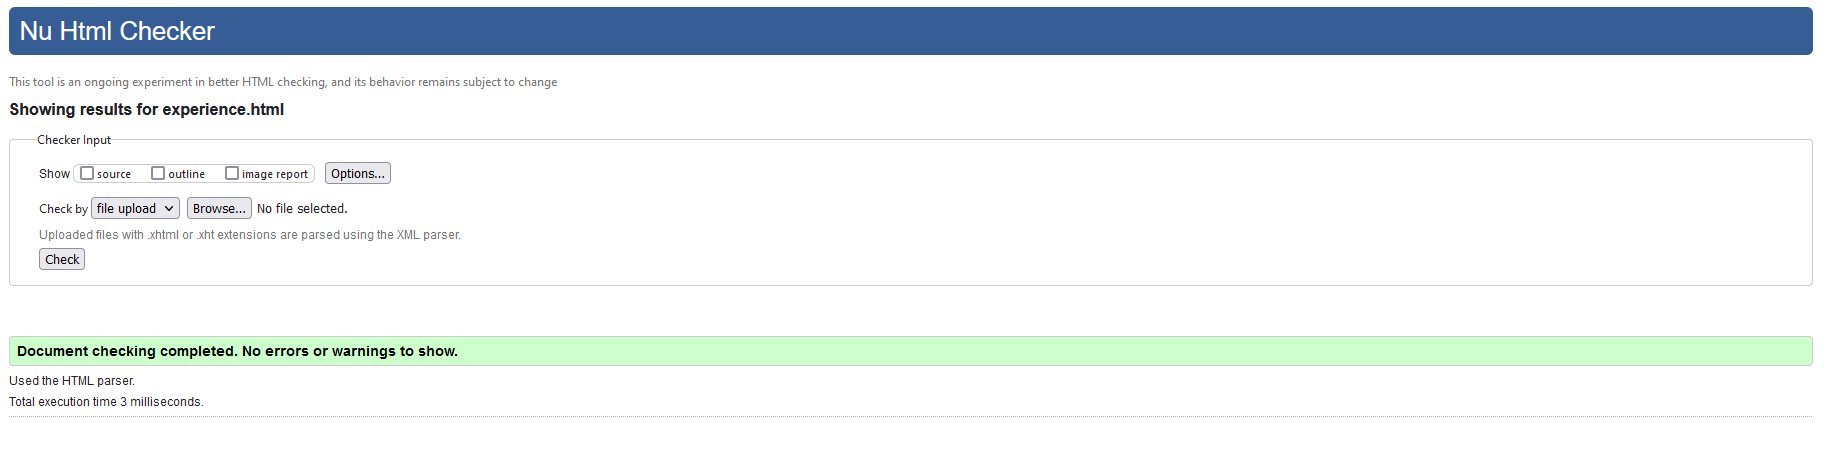 Nu Html Checker
This tool is an ongoing experiment in better HTML checking, and its behavior remains subject to change
Showing results for experience.html
Checker Input
Show source outline image report Options...
Check by file upload Browse... No file selected.
Uploaded files with .xhtml or .xht extensions are parsed using the XML parser.
Check
Document checking completed. No errors or warnings to show.
Used the HTML parser.
Total execution time 3 milliseconds.